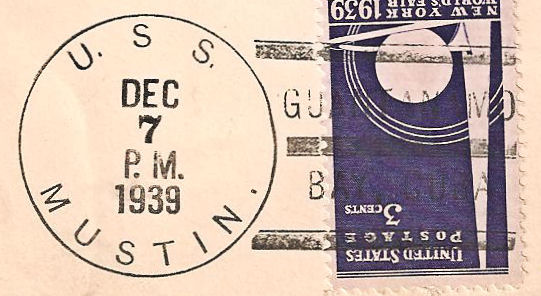 U. S. S.
DEC
7
P. M.
1939
MUSTIN.
GUANTANAMO
BAY, CUBA
NEW YORK 1939
WORLD'S FAIR
3 CENTS
UNITED STATES
POSTAGE